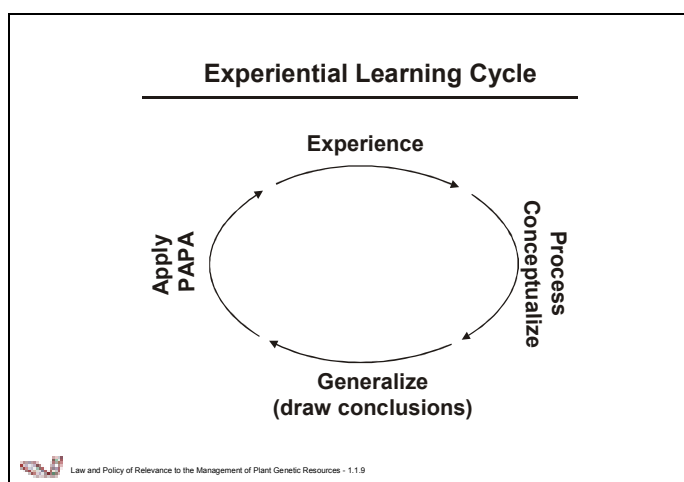 Experiential Learning Cycle
Experience
Process
Conceptualize
Generalize
(draw conclusions)
Apply
PAPA
Law and Policy of Relevance to the Management of Plant Genetic Resources - 1.1.9